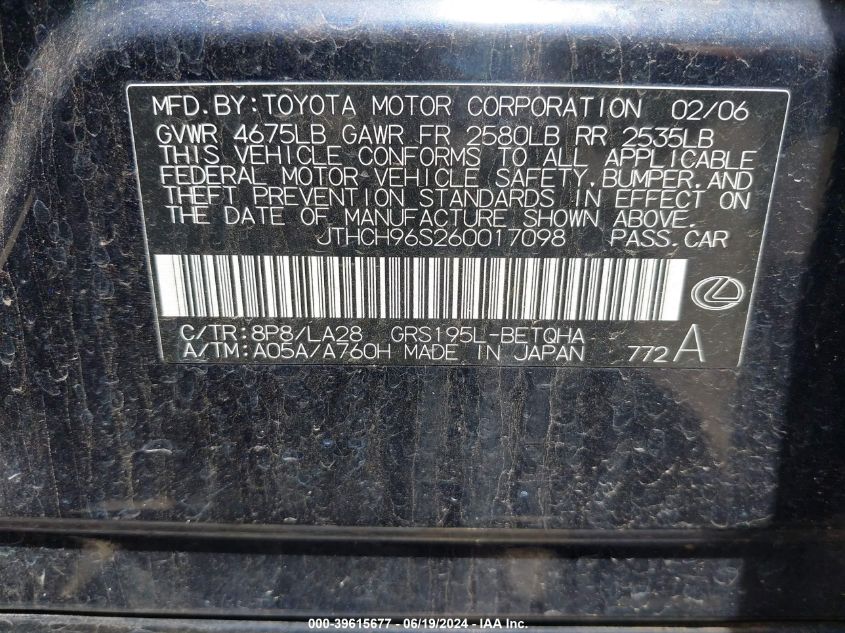 MFD. BY: TOYOTA MOTOR CORPORATION 02/06
GVWR 4675LB GAWR FR 2580LB RR 2535LB
THIS VEHICLE CONFORMS TO ALL APPLICABLE
FEDERAL MOTOR VEHICLE SAFETY, BUMPER, AND
THEFT PREVENTION STANDARDS IN EFFECT ON
THE DATE OF MANUFACTURE SHOWN ABOVE.
JTHCH96S260017098 PASS. CAR
C/TR: 8P8/LA28 GRS195L-BETQHA
A/TM: A05A/A760H MADE IN JAPAN 772 A
000-39615677 - 06/19/2024 - IAA Inc.